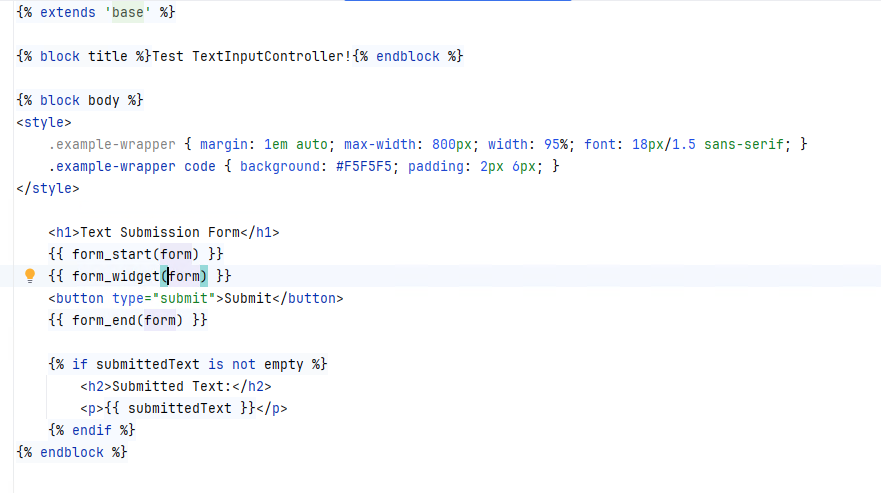 {% extends 'base' %}
{% block title %}Test TextInputController!{% endblock %}
{% block body %}
<style>
.example-wrapper { margin: 1em auto; max-width: 800px; width: 95%; font: 18px/1.5 sans-serif; }
.example-wrapper code { background: #F5F5F5; padding: 2px 6px; }
</style>
<h1>Text Submission Form</h1>
{{ form_start(form) }}
{{ form_widget(form) }}
<button type="submit">Submit</button>
{{ form_end(form) }}
{% if submittedText is not empty %}
<h2>Submitted Text:</h2>
<p>{{ submittedText }}</p>
{% endif %}
{% endblock %}